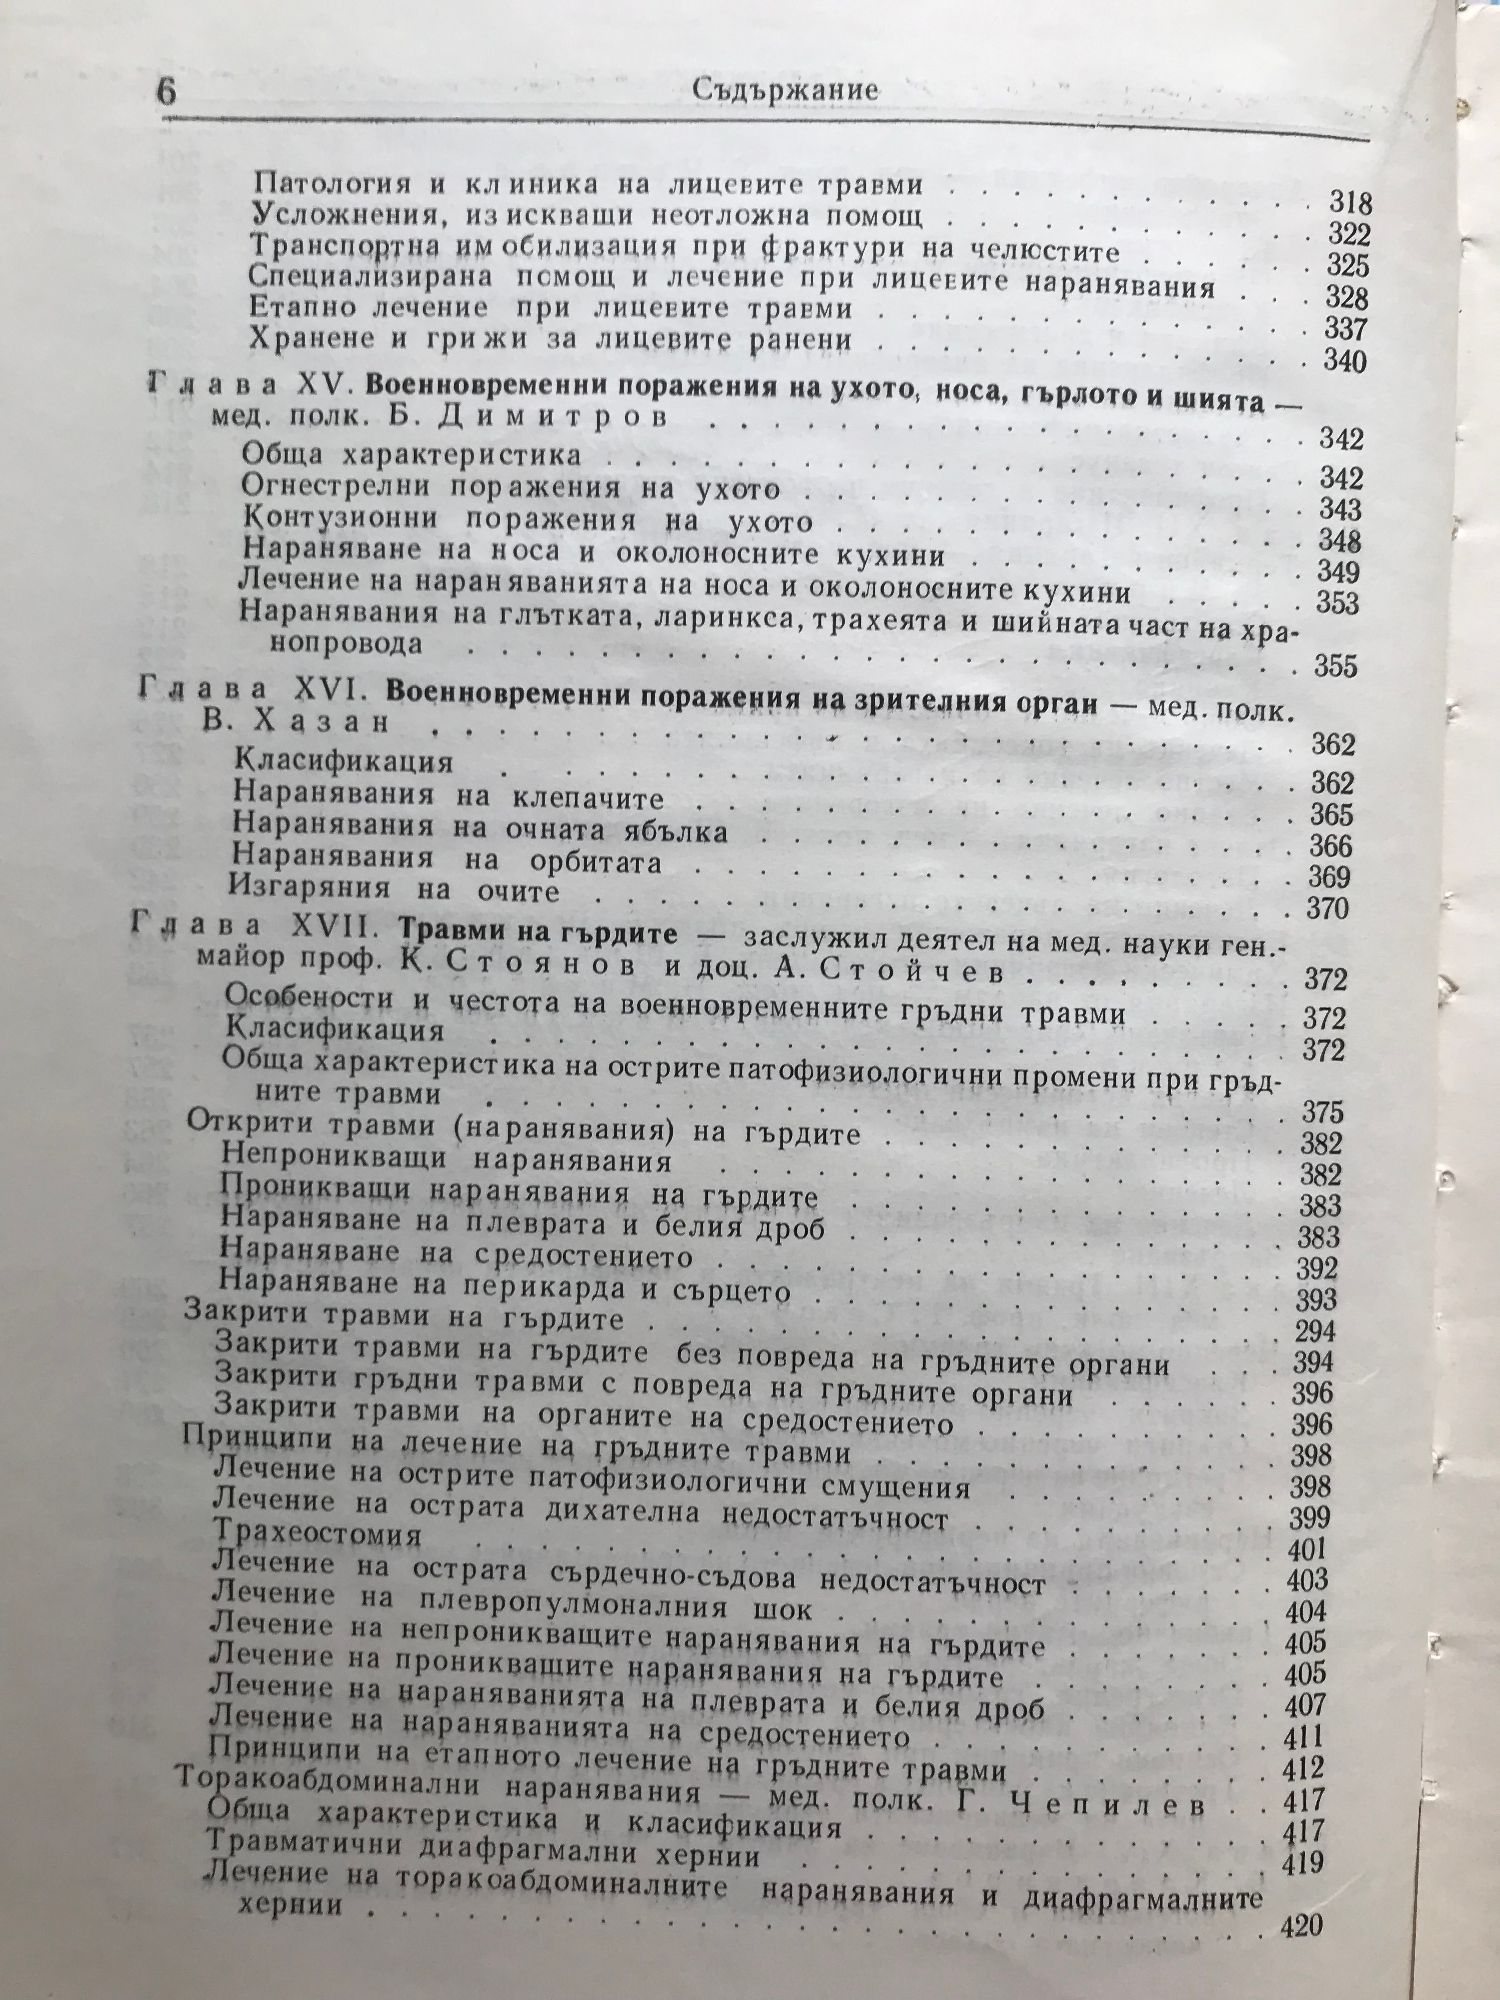 6 Съдържание
Патология и клиника на лицевите травми . . . . . . . . . . . 318
Усложнения, изискващи неотложна помощ . . . . . . . . . . . 322
Транспортна имобилизация при фрактури на челюстите . . . . . . 325
Специализирана помощ и лечение при лицевите наранявания . . . 328
Етапно лечение при лицевите травми . . . . . . . . . . . . . 337
Хранене и грижи за лицевите ранени . . . . . . . . . . . . . 340
Глава XV. Военновременни поражения на ухото, носа, гърлото и шията —
мед. полк. Б. Димитров . . . . . . . . . . . . . . . . . 342
Обща характеристика . . . . . . . . . . . . . . . . . . 342
Огнестрелни поражения на ухото . . . . . . . . . . . . . 343
Контузионни поражения на ухото . . . . . . . . . . . . . 348
Нараняване на носа и околоносните кухини . . . . . . . . . . 349
Лечение на нараняванията на носа и околоносните кухини . . . . . 353
Наранявания на глътката, ларинкса, трахеята и шийната част на хра-
нопровода . . . . . . . . . . . . . . . . . . . . . 355
Глава XVI. Военновременни поражения на зрителния орган — мед. полк.
В. Хазан . . . . . . . . . . . . . . . . . . . . . . 362
Класификация . . . . . . . . . . . . . . . . . . . . 362
Наранявания на клепачите . . . . . . . . . . . . . . . . 365
Наранявания на очната ябълка . . . . . . . . . . . . . . 366
Наранявания на орбитата . . . . . . . . . . . . . . . . 369
Изгаряния на очите . . . . . . . . . . . . . . . . . . 370
Глава XVII. Травми на гърдите — заслужил деятел на мед. науки ген.-
майор проф. К. Стоянов и доц. А. Стойчев . . . . . . . . . 372
Особености и честота на военновременните гръдни травми . . . . . 372
Класификация . . . . . . . . . . . . . . . . . . . . 372
Обща характеристика на острите патофизиологични промени при гръд-
ните травми . . . . . . . . . . . . . . . . . . . . 375
Открити травми (наранявания) на гърдите . . . . . . . . . . . 382
Непроникващи наранявания . . . . . . . . . . . . . . . 382
Проникващи наранявания на гърдите . . . . . . . . . . . . 383
Нараняване на плеврата и белия дроб . . . . . . . . . . . . 383
Нараняване на средостението . . . . . . . . . . . . . . . 392
Нараняване на перикарда и сърцето . . . . . . . . . . . . 393
Закрити травми на гърдите . . . . . . . . . . . . . . . . 294
Закрити травми на гърдите без повреда на гръдните органи . . . 394
Закрити гръдни травми с повреда на гръдните органи . . . . . . 396
Закрити травми на органите на средостението . . . . . . . . . 396
Принципи на лечение на гръдните травми . . . . . . . . . . . 398
Лечение на острите патофизиологични смущения . . . . . . . . 398
Лечение на острата дихателна недостатъчност . . . . . . . . . 399
Трахеостомия . . . . . . . . . . . . . . . . . . . . 401
Лечение на острата сърдечно-съдова недостатъчност . . . . . . . 403
Лечение на плевропулмоналния шок . . . . . . . . . . . . . 404
Лечение на непроникващите наранявания на гърдите . . . . . . . 405
Лечение на проникващите наранявания на гърдите . . . . . . . . 405
Лечение на нараняванията на плеврата и белия дроб . . . . . . . 407
Лечение на нараняванията на средостението . . . . . . . . . . 411
Принципи на етапното лечение на гръдните травми . . . . . . . . 412
Торакоабдоминални наранявания — мед. полк. Г. Чепилев . . 417
Обща характеристика и класификация . . . . . . . . . . . . 417
Травматични диафрагмални хернии . . . . . . . . . . . . . 419
Лечение на торакоабдоминалните наранявания и диафрагмалните
хернии . . . . . . . . . . . . . . . . . . . . . . 420